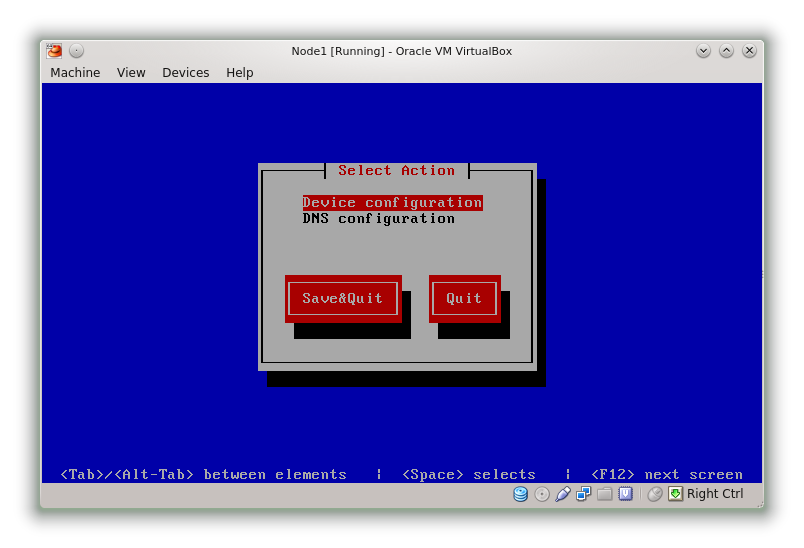 Node1 [Running] - Oracle VM VirtualBox
Machine View Devices Help
Select Action
Device configuration
DNS configuration
Save&Quit Quit
<Tab>/<Alt-Tab> between elements | <Space> selects | <F12> next screen
Right Ctrl